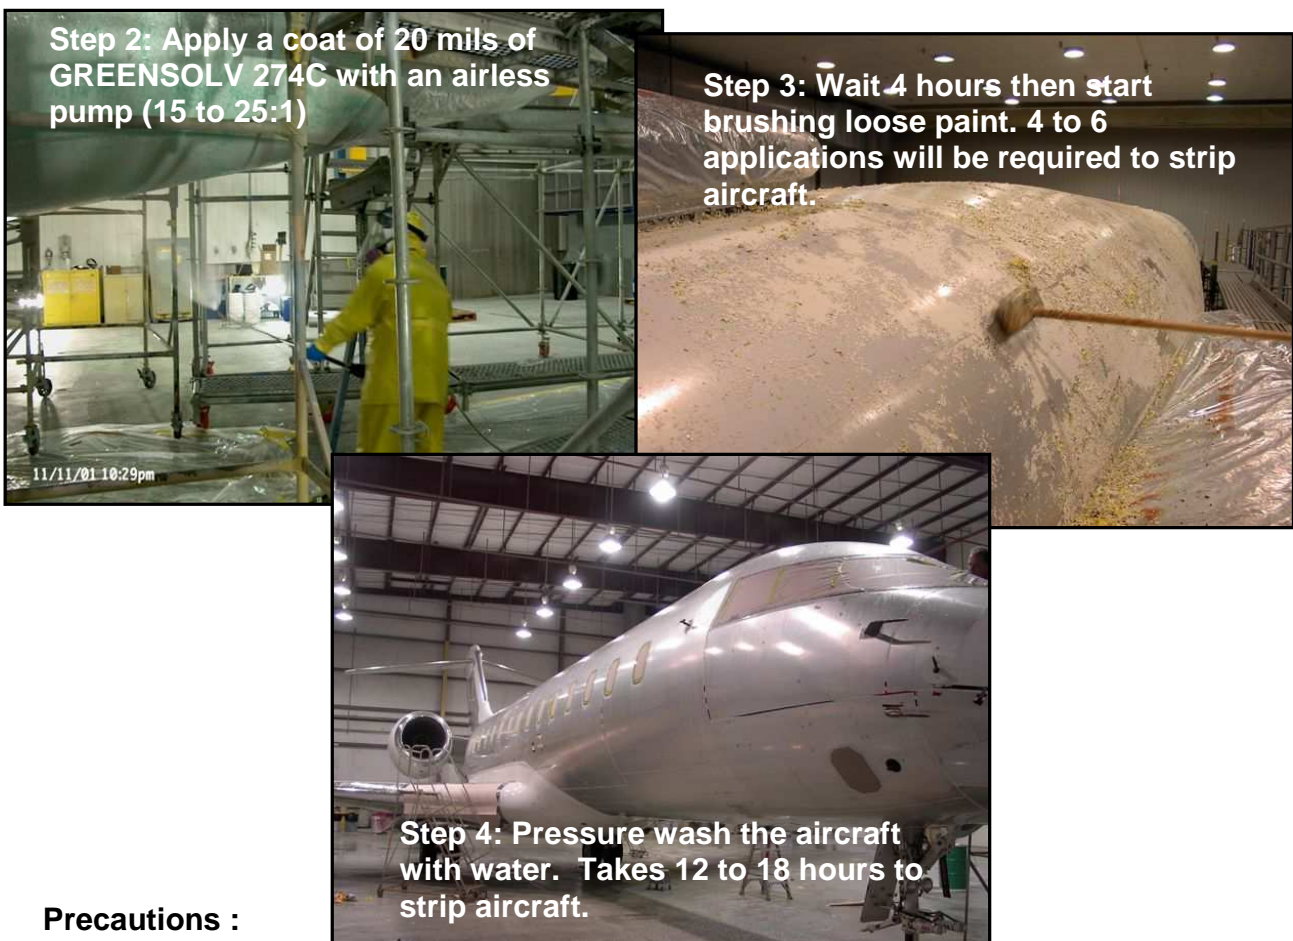 Step 2: Apply a coat of 20 mils of
GREENSOLV 274C with an airless
pump (15 to 25:1)
11/11/01 10:29pm
Step 3: Wait 4 hours then start
brushing loose paint. 4 to 6
applications will be required to strip
aircraft.
Step 4: Pressure wash the aircraft
with water.  Takes 12 to 18 hours to
strip aircraft.
Precautions :